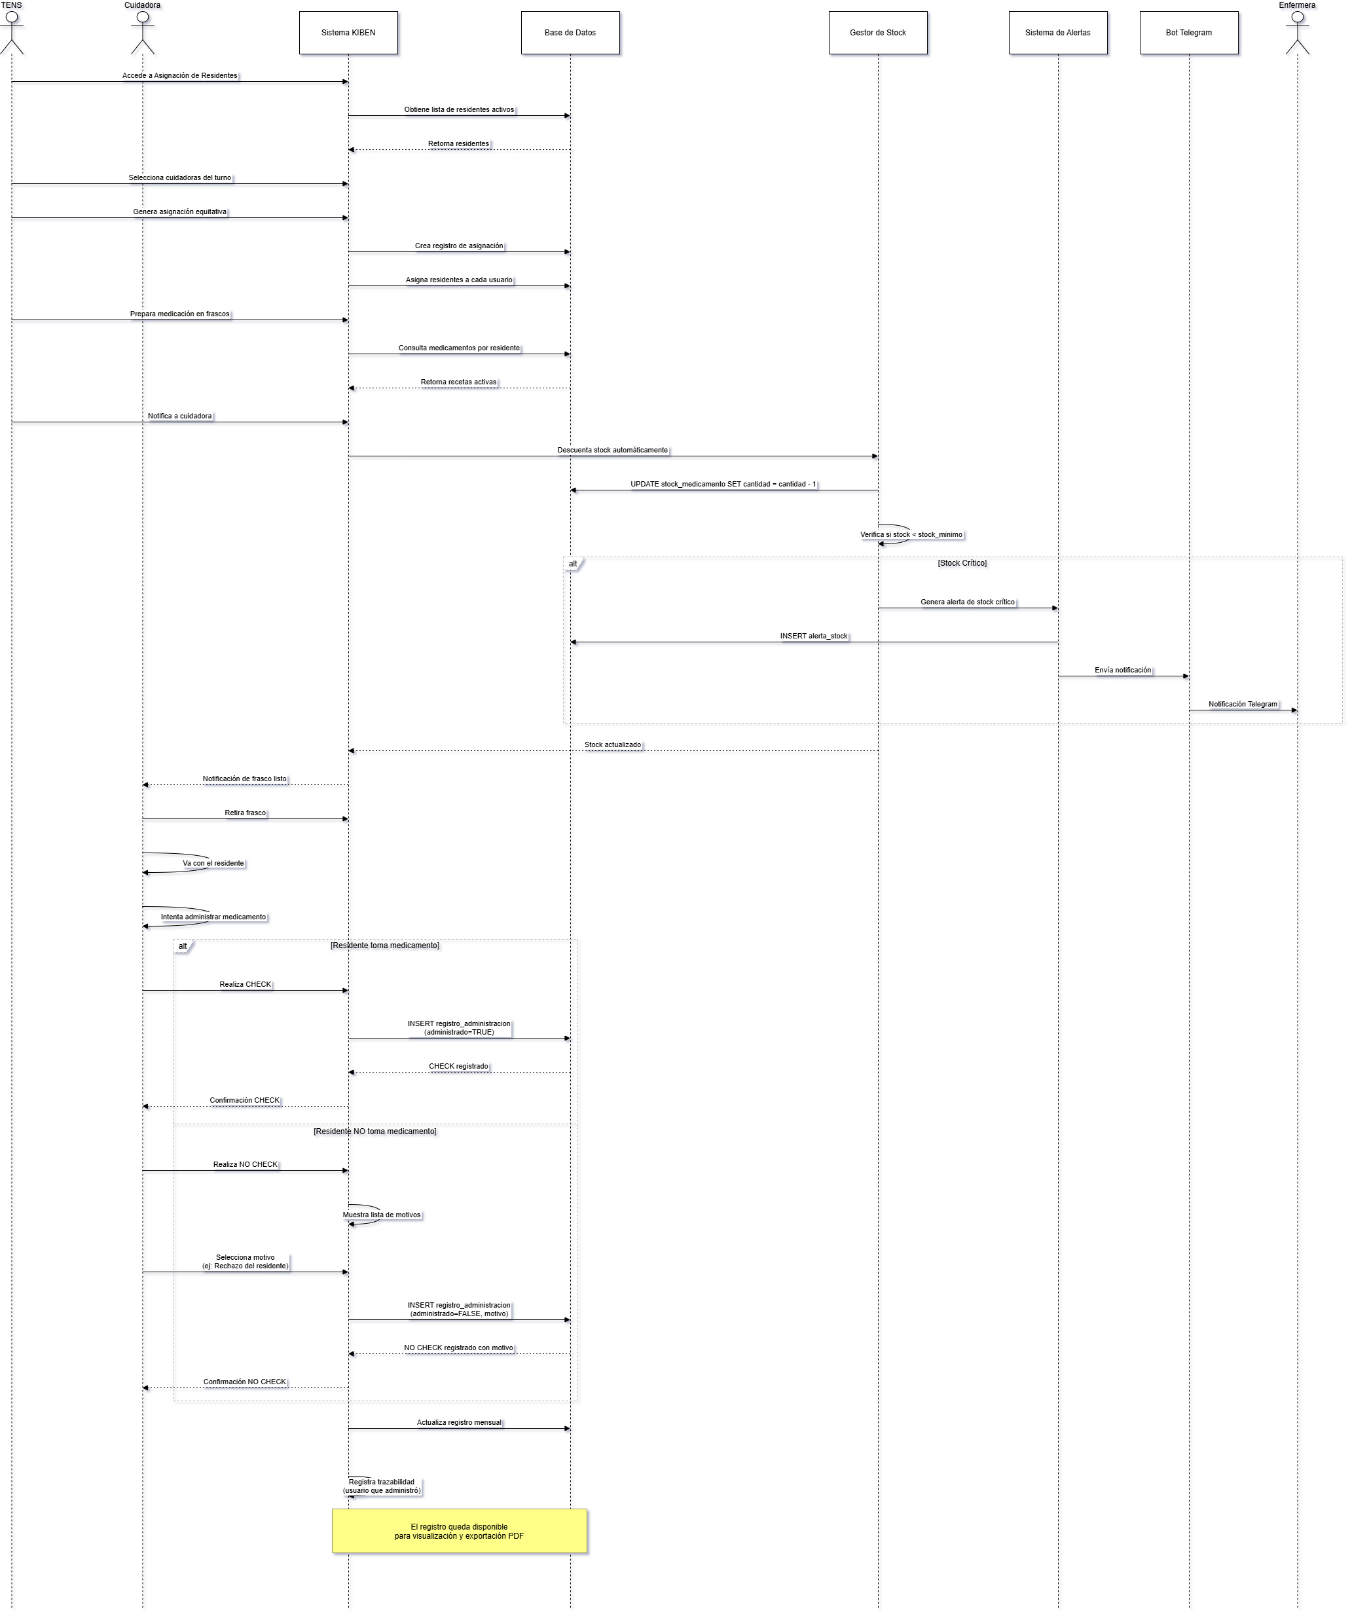 TENS
Cuidadora
Enfermera
Sistema KIBEN
Base de Datos
Gestor de Stock
Sistema de Alertas
Bot Telegram
Accede a Asignación de Residentes
Obtiene lista de residentes activos
Retorna residentes
Selecciona cuidadoras del turno
Genera asignación equitativa
Crea registro de asignación
Asigna residentes a cada usuario
Prepara medicación en frascos
Consulta medicamentos por residente
Retorna recetas activas
Notifica a cuidadora
Descuenta stock automáticamente
UPDATE stock_medicamento SET cantidad = cantidad - 1
Verifica si stock < stock_minimo
alt
[Stock Crítico]
Genera alerta de stock crítico
INSERT alerta_stock
Envía notificación
Notificación Telegram
Stock actualizado
Notificación de frasco listo
Retira frasco
Va con el residente
Intenta administrar medicamento
alt
[Residente toma medicamento]
Realiza CHECK
INSERT registro_administracion
(administrado=TRUE)
CHECK registrado
Confirmación CHECK
[Residente NO toma medicamento]
Realiza NO CHECK
Muestra lista de motivos
Selecciona motivo
(ej: Rechazo del residente)
INSERT registro_administracion
(administrado=FALSE, motivo)
NO CHECK registrado con motivo
Confirmación NO CHECK
Actualiza registro mensual
Registra trazabilidad
(usuario que administró)
El registro queda disponible
para visualización y exportación PDF